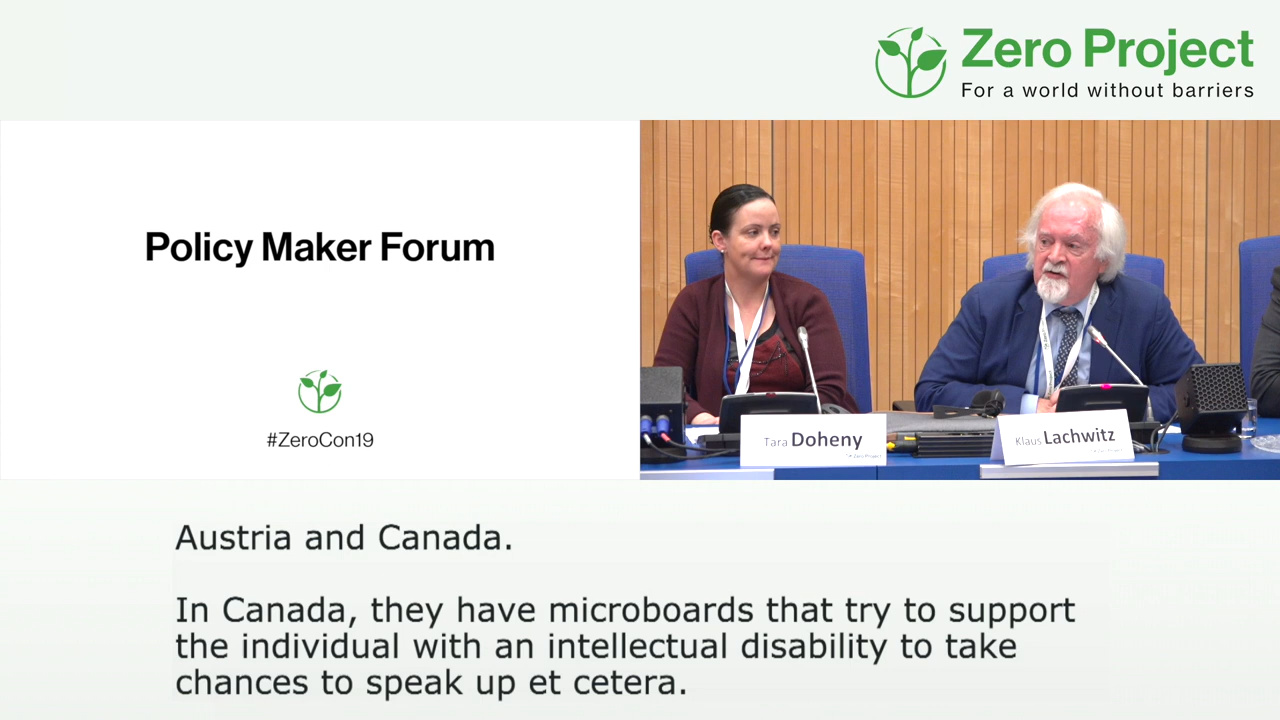 Zero Project
For a world without barriers
Policy Maker Forum
#ZeroCon19
Tara Doheny
Klaus Lachwitz
Austria and Canada.
In Canada, they have microboards that try to support
the individual with an intellectual disability to take
chances to speak up et cetera.